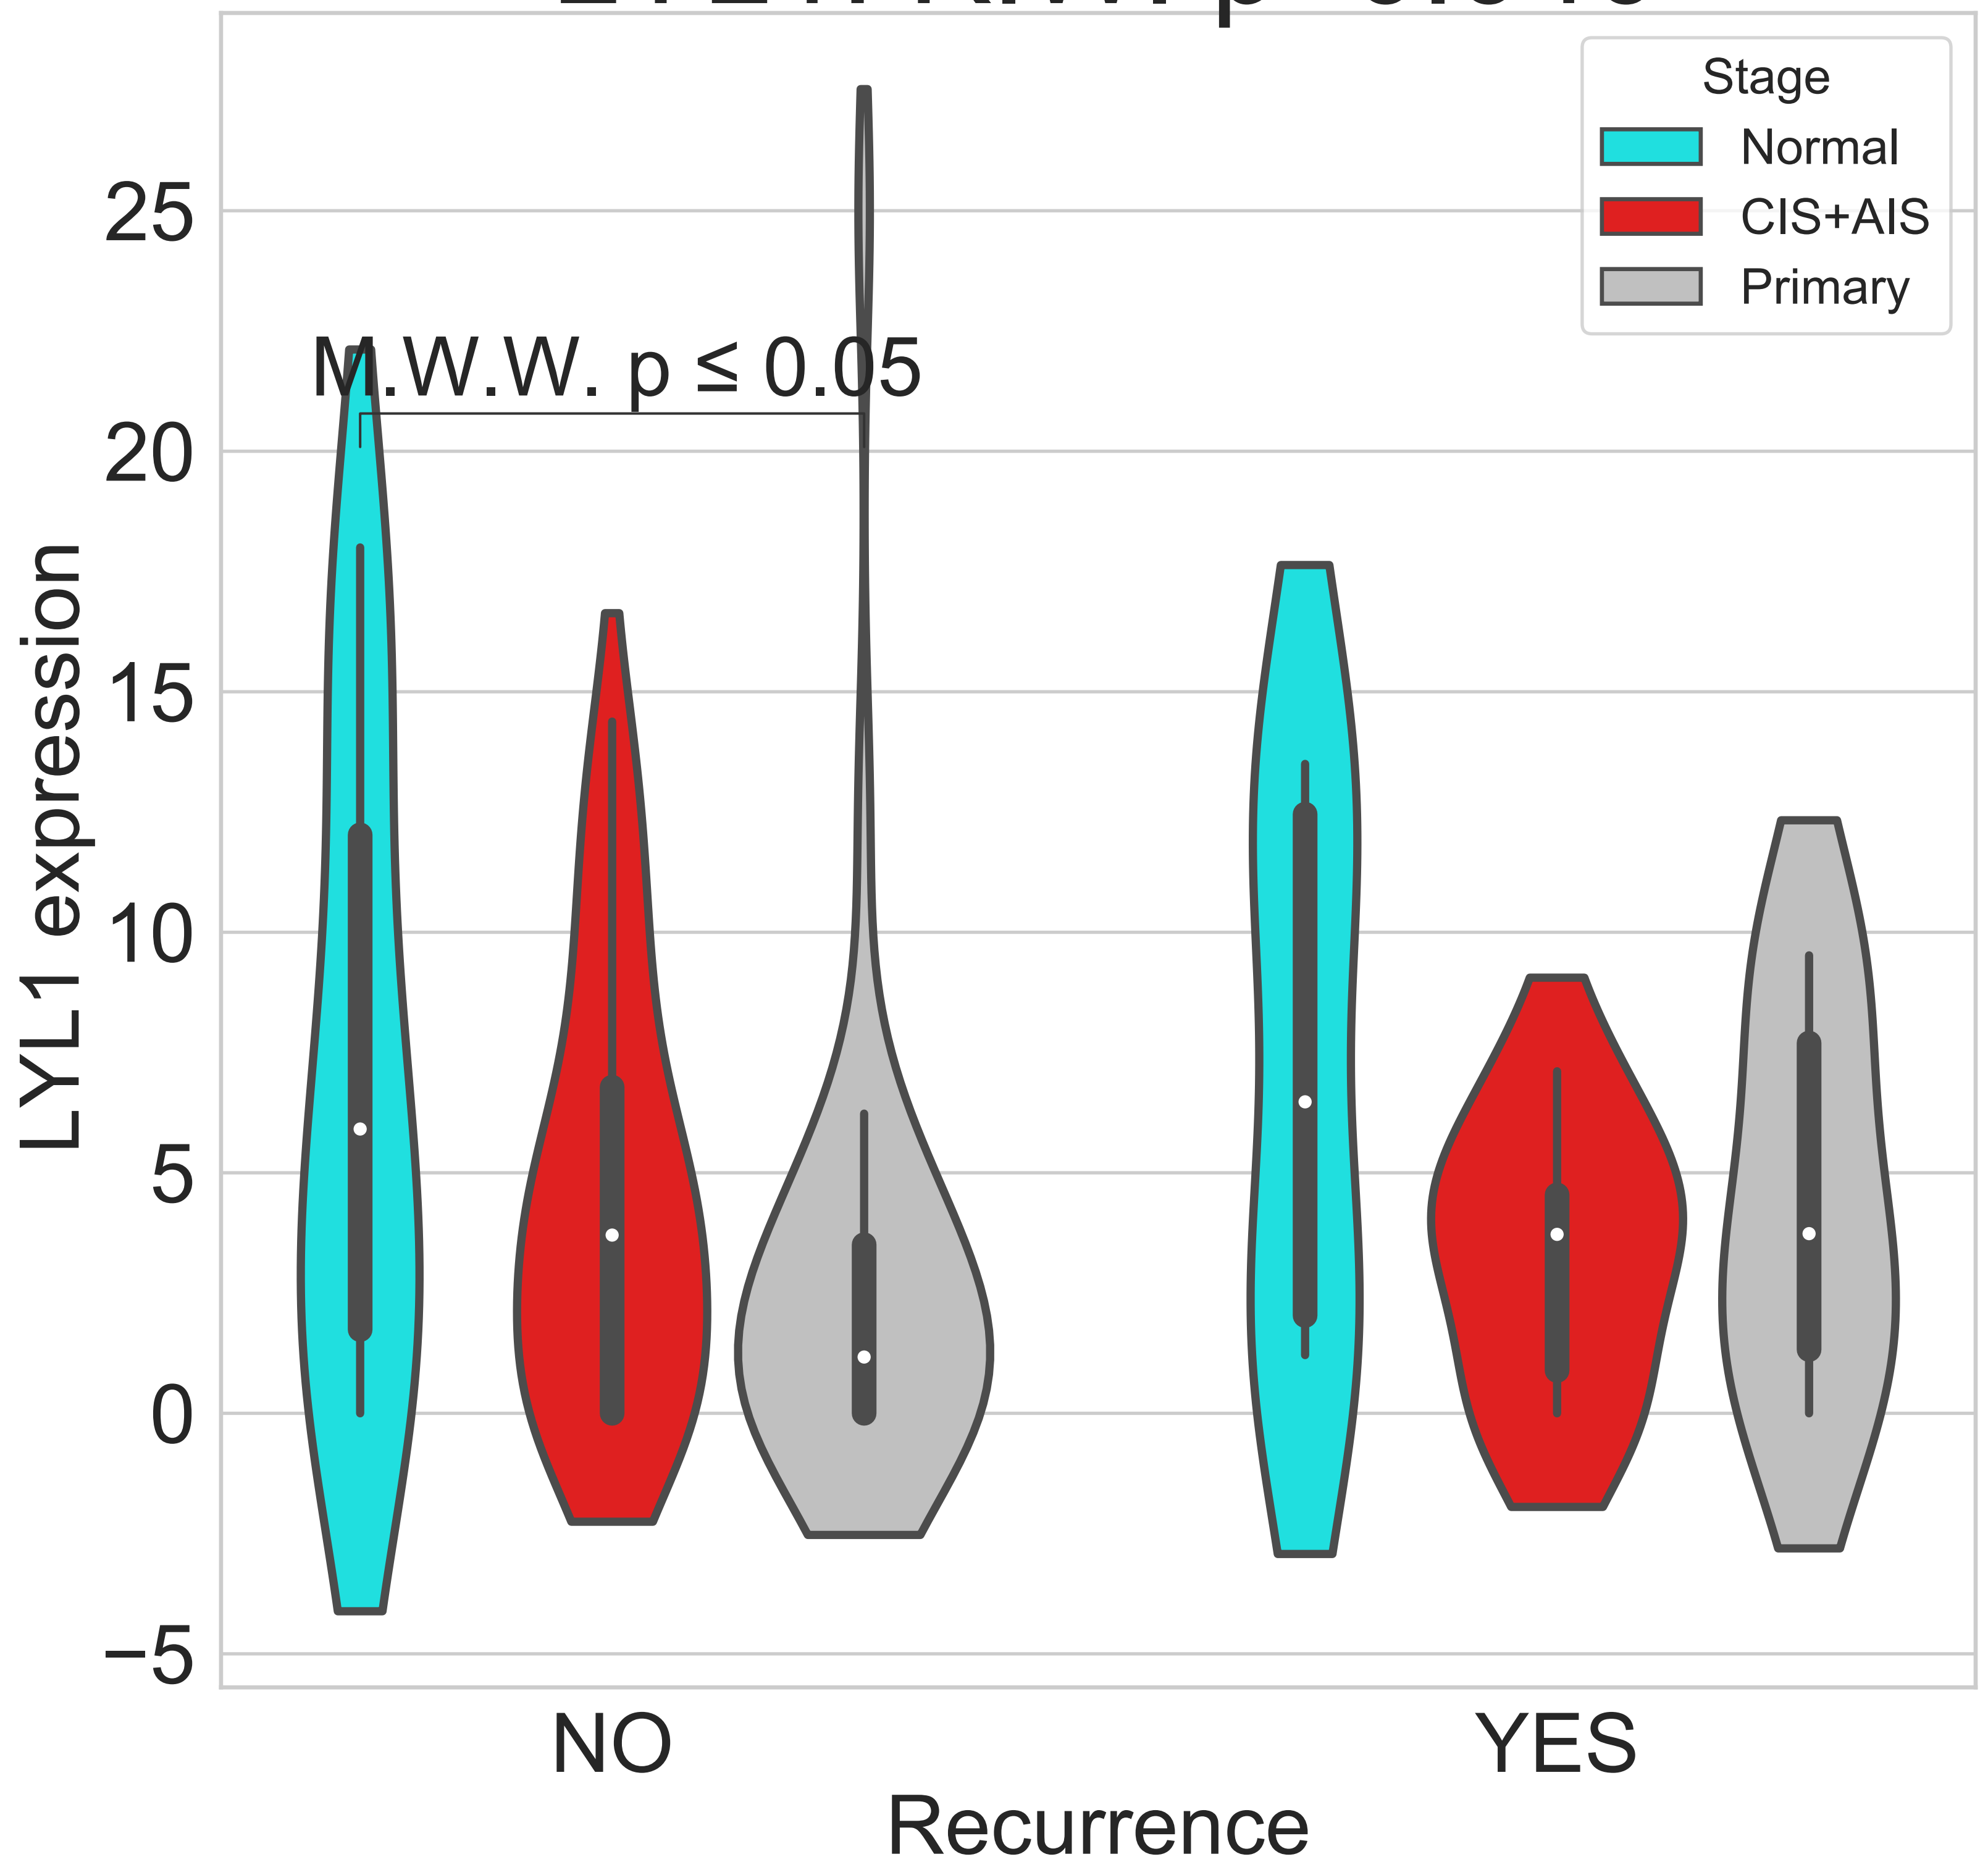 Stage
Normal
CIS+AIS
Primary
M.W.W. p ≤ 0.05
25
20
15
10
5
0
−5
LYL1 expression
NO
YES
Recurrence